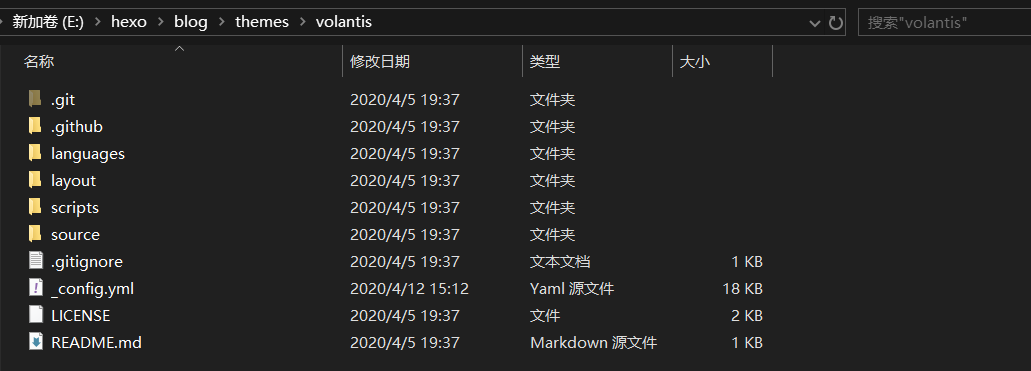 新加卷 (E:) › hexo › blog › themes › volantis 搜索"volantis"
名称 修改日期 类型 大小
.git 2020/4/5 19:37 文件夹
.github 2020/4/5 19:37 文件夹
languages 2020/4/5 19:37 文件夹
layout 2020/4/5 19:37 文件夹
scripts 2020/4/5 19:37 文件夹
source 2020/4/5 19:37 文件夹
.gitignore 2020/4/5 19:37 文本文档 1 KB
_config.yml 2020/4/12 15:12 Yaml 源文件 18 KB
LICENSE 2020/4/5 19:37 文件 2 KB
README.md 2020/4/5 19:37 Markdown 源文件 1 KB